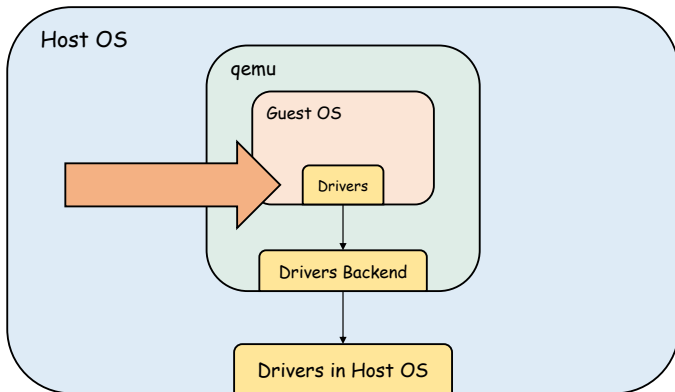 Host OS
qemu
Guest OS
Drivers
Drivers Backend
Drivers in Host OS